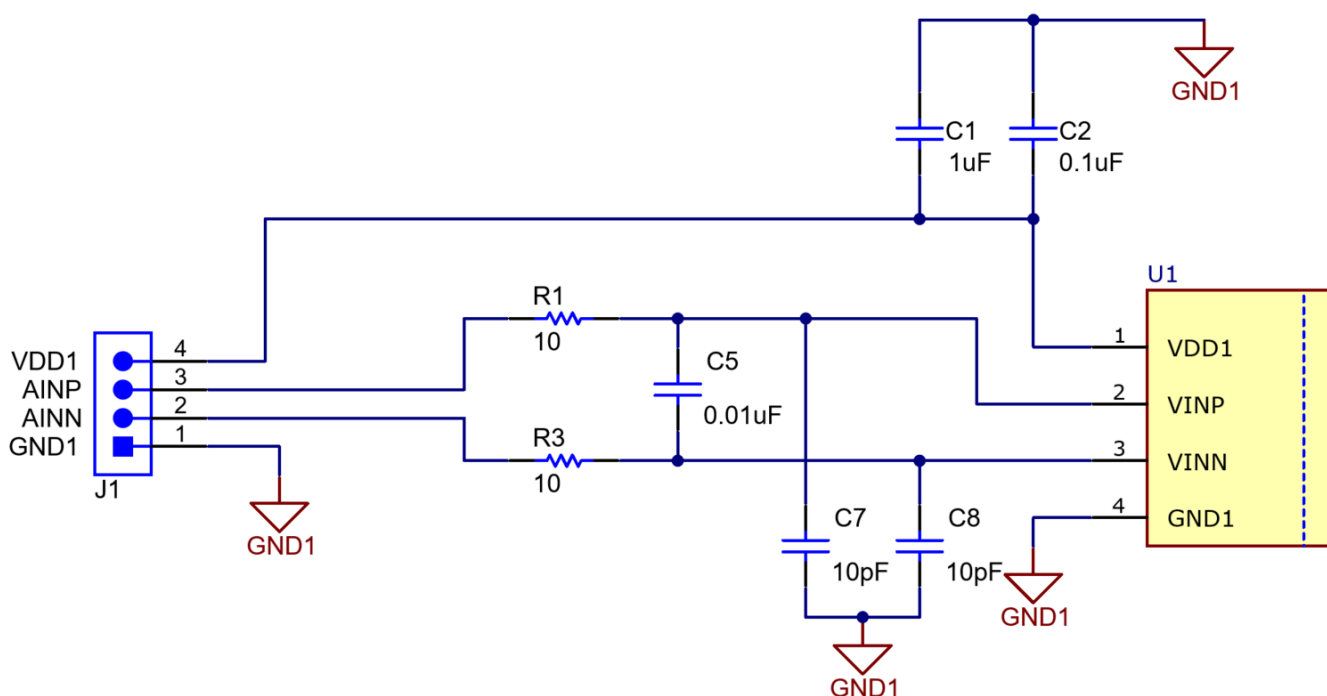 GND1
C1
1uF
C2
0.1uF
U1
R1
10
C5
0.01uF
R3
10
VDD1
4
AINP
3
AINN
2
GND1
1
J1
GND1
1
VDD1
2
VINP
3
VINN
4
GND1
C7
10pF
C8
10pF
GND1
GND1